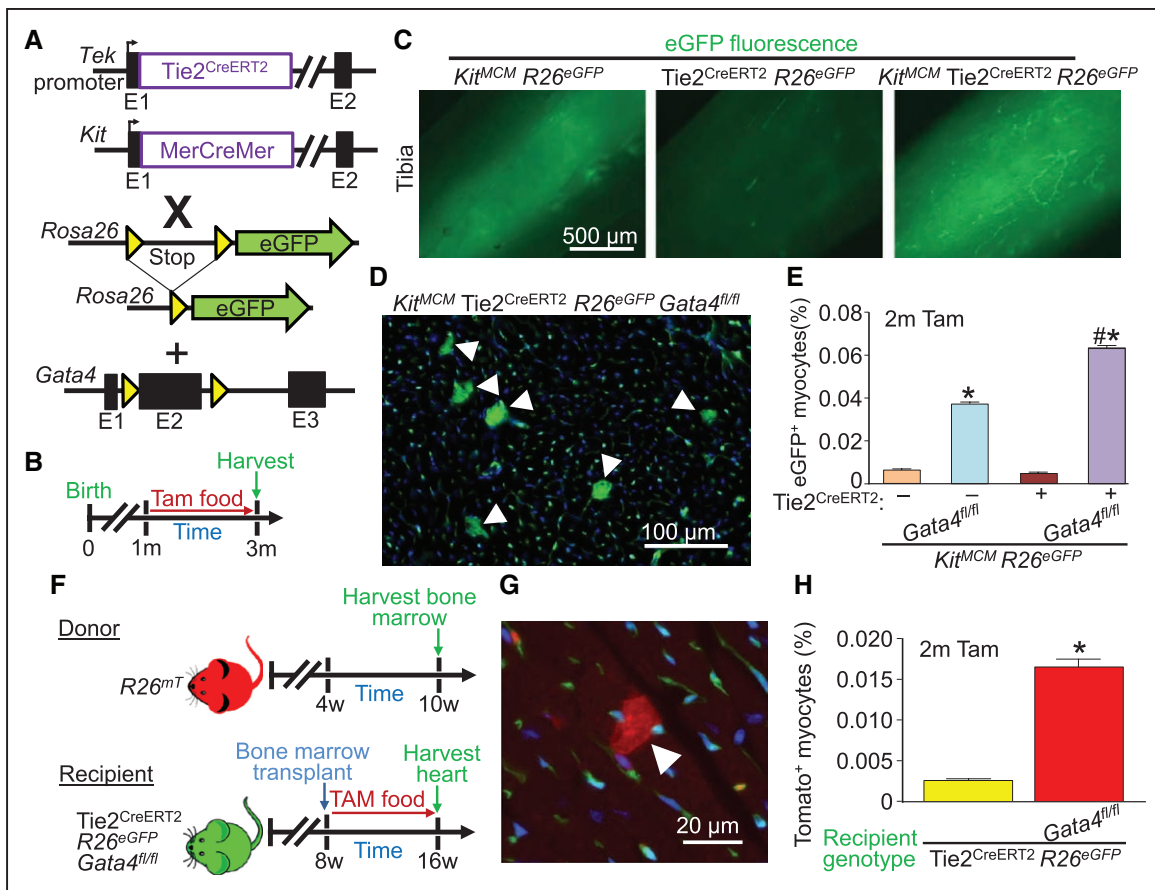 A
Tek
promoter
Tie2CreERT2
E1
E2
Kit
MerCreMer
E1
E2
X
Rosa26
Stop
eGFP
Rosa26
eGFP
+
Gata4
E1
E2
E3
B
Birth
Harvest
Tam food
Time
0
1m
3m
C
eGFP fluorescence
KitMCM R26eGFP
Tie2CreERT2 R26eGFP
KitMCM Tie2CreERT2 R26eGFP
Tibia
500 µm
D
KitMCM Tie2CreERT2 R26eGFP Gata4fl/fl
100 µm
E
2m Tam
eGFP+ myocytes(%)
0.08
0.06
0.04
0.02
0
*
#*
Tie2CreERT2: – – + +
Gata4fl/fl
Gata4fl/fl
KitMCM R26eGFP
F
Donor
R26mT
Harvest bone
marrow
Time
4w
10w
Recipient
Tie2CreERT2
R26eGFP
Gata4fl/fl
Bone marrow
transplant
TAM food
Harvest
heart
Time
8w
16w
G
20 µm
H
2m Tam
Tomato+ myocytes (%)
0.020
0.015
0.010
0.005
0.000
*
Gata4fl/fl
Recipient
genotype
Tie2CreERT2 R26eGFP